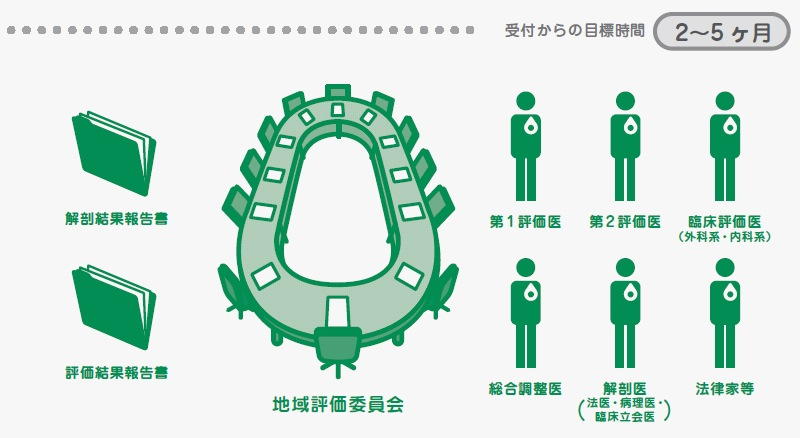 受付からの目標時間
2〜5 ヶ月
解剖結果報告書
第1評価医
第2評価医
臨床評価医
（外科系・内科系）
評価結果報告書
地域評価委員会
総合調整医
解剖医
（法医・病理医・
臨床立会医）
法律家等